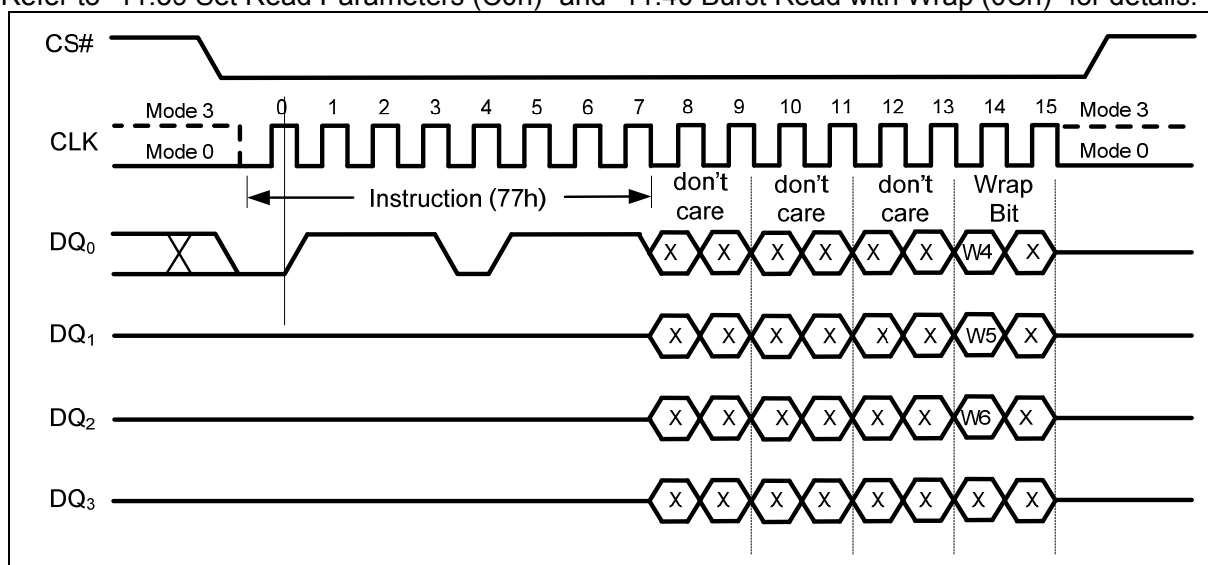 Refer to Set Read Parameters (C0h) and 11.40 Burst Read with Wrap (0Ch) for details.
CS#
Mode 3 0 1 2 3 4 5 6 7 8 9 10 11 12 13 14 15 Mode 3
CLK
Mode 0 Mode 0
Instruction (77h) don't care don't care don't care Wrap Bit
DQ0 X X X X X X W4 X
DQ1 X X X X X X W5 X
DQ2 X X X X X X W6 X
DQ3 X X X X X X X X